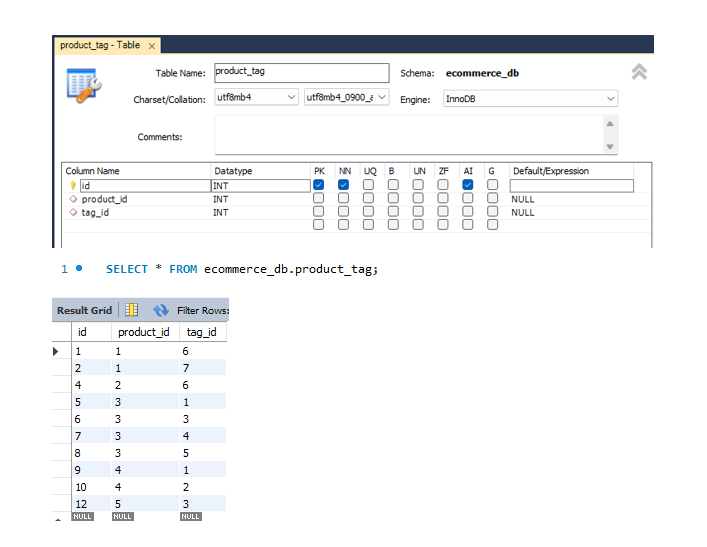 product_tag - Table ×
Table Name: product_tag Schema: ecommerce_db
Charset/Collation: utf8mb4 utf8mb4_0900_a Engine: InnoDB
Comments:
Column Name Datatype PK NN UQ B UN ZF AI G Default/Expression
id INT
product_id INT NULL
tag_id INT NULL
1 SELECT * FROM ecommerce_db.product_tag;
Result Grid Filter Rows:
id product_id tag_id
1 1 6
2 1 7
4 2 6
5 3 1
6 3 3
7 3 4
8 3 5
9 4 1
10 4 2
12 5 3
NULL NULL NULL